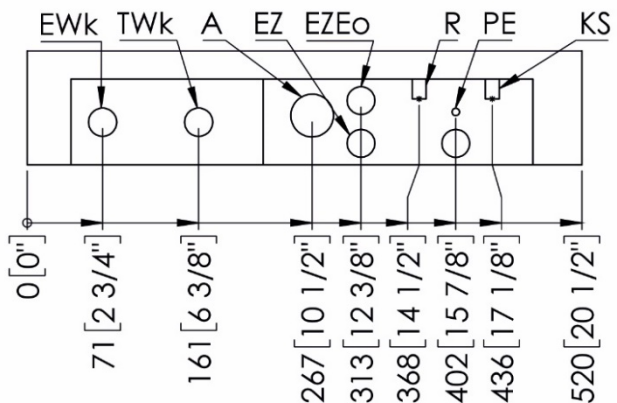 EWk TWk A EZ EZEo R PE KS
0 [0"]
71 [2 3/4"]
161 [6 3/8"]
267 [10 1/2"]
313 [12 3/8"]
368 [14 1/2"]
402 [15 7/8"]
436 [17 1/8"]
520 [20 1/2"]